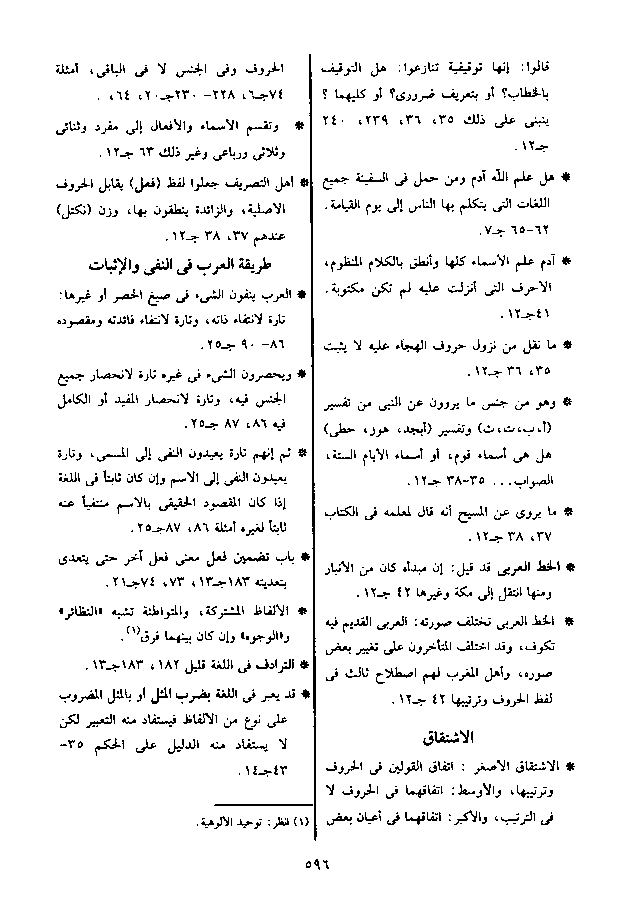 قالوا: إنها توقيفية تنازعوا: هل التوقيف
بالخطاب؟ أو بتعريف ضرورى؟ أو كليهما ؟
ينبنى على ذلك ٣٥، ٣٦، ٢٣٩، ٢٤٠
جـ١٢.
* هل علم الله آدم ومن حمل فى السفينة جميع
اللغات التى يتكلم بها الناس إلى يوم القيامة.
٦٢-٦٥ جـ٧.
* آدم علم الأسماء كلها وأنطق بالكلام المنظوم،
الأحرف التى أنزلت عليه لم تكن مكتوبة.
٤١جـ١٢.
* ما نقل من نزول حروف الهجاء عليه لا يثبت
٣٥، ٣٦ جـ١٢.
* وهو من جنس ما يروون عن النبى من تفسير
(أ،ب،ت،ث) وتفسير (أبجد، هوز، حطى)
هل هى أسماء قوم، أو أسماء الأيام الستة،
الصواب... ٣٥-٣٨ جـ١٢.
* ما يروى عن المسيح أنه قال لمعلمه فى الكتاب
٣٧، ٣٨ جـ١٢.
* الخط العربى قد قيل: إن مبدأه كان من الأنبار
ومنها انتقل إلى مكة وغيرها ٤٢ جـ١٢.
* الخط العربى تختلف صورته: العربى القديم فيه
تكوف، وقد اختلف المتأخرون على تغيير بعض
صوره، وأهل المغرب لهم اصطلاح ثالث فى
لفظ الحروف وترتيبها ٤٢ جـ١٢.
الاشتقاق
* الاشتقاق الأصغر : اتفاق القولين فى الحروف
وترتيبها، والأوسط: اتفاقهما فى الحروف لا
فى الترتيب، والأكبر: اتفاقهما فى أعيان بعض
الحروف وفى الجنس لا فى الباقى، أمثلة
٧٤جـ٦، ٢٢٨- ٢٣٠جـ٢٠، ٦٤، .
* وتقسم الأسماء والأفعال إلى مفرد وثنائى
وثلاثى ورباعى وغير ذلك ٦٣ جـ١٢.
* أهل التصريف جعلوا لفظ (فعل) يقابل الحروف
الأصلية، والزائدة ينطقون بها، وزن (نكتل)
عندهم ٣٧، ٣٨ جـ١٢.
طريقة العرب فى النفى والإثبات
* العرب ينفون الشىء فى صيغ الحصر أو غيرها:
تارة لانتفاء ذاته، وتارة لانتفاء فائدته ومقصوده
٨٦- ٩٠ جـ٢٥.
* ويحصرون الشىء فى غيره تارة لانحصار جميع
الجنس فيه، وتارة لانحصار المفيد أو الكامل
فيه ٨٦، ٨٧ جـ٢٥.
* ثم إنهم تارة يعيدون النفى إلى المسمى، وتارة
يعيدون النفى إلى الاسم وإن كان ثابتاً فى اللغة
إذا كان المقصود الحقيقى بالاسم منتفياً عنه
ثابتاً لغيره أمثلة ٨٦، ٨٧جـ٢٥.
* باب تضمين فعل معنى فعل آخر حتى يتعدى
بتعديته ١٨٣جـ١٣، ٧٣، ٧٤جـ٢١.
* الألفاظ المشتركة، والمتواطئة تشبه «النظائر»
و«الوجوه» وإن كان بينهما فرق(١).
* الترادف فى اللغة قليل ١٨٢، ١٨٣جـ١٣.
* قد يعبر فى اللغة بضرب المثل أو بالمثل المضروب
على نوع من الألفاظ فيستفاد منه التعبير لكن
لا يستفاد منه الدليل على الحكم ٣٥-
٤٣جـ١٤.
(١) انظر: توحيد الألوهية.
٥٩٦